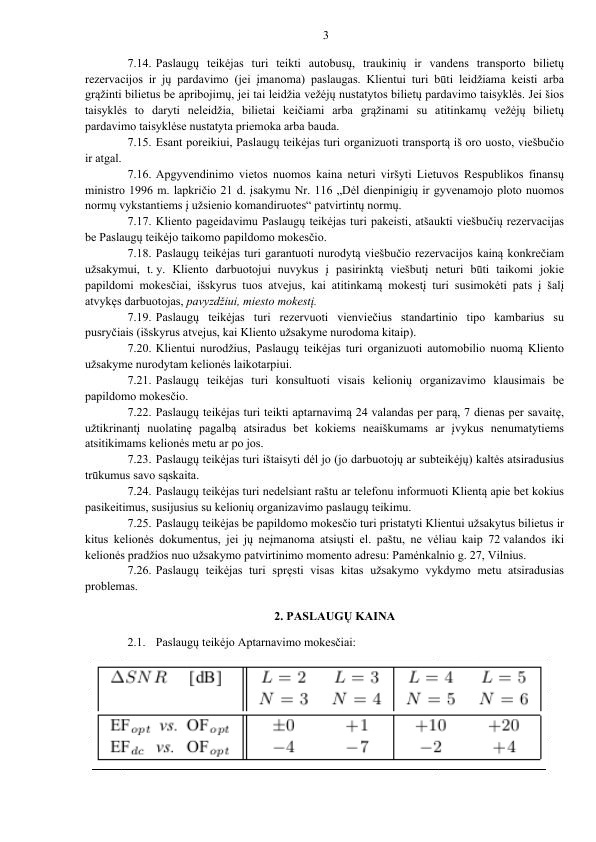 3
7.14. Paslaugų teikėjas turi teikti autobusų, traukinių ir vandens transporto bilietų
rezervacijos ir jų pardavimo (jei įmanoma) paslaugas. Klientui turi būti leidžiama keisti arba
grąžinti bilietus be apribojimų, jei tai leidžia vežėjų nustatytos bilietų pardavimo taisyklės. Jei šios
taisyklės to daryti neleidžia, bilietai keičiami arba grąžinami su atitinkamų vežėjų bilietų
pardavimo taisyklėse nustatyta priemoka arba bauda.
7.15. Esant poreikiui, Paslaugų teikėjas turi organizuoti transportą iš oro uosto, viešbučio
ir atgal.
7.16. Apgyvendinimo vietos nuomos kaina neturi viršyti Lietuvos Respublikos finansų
ministro 1996 m. lapkričio 21 d. įsakymu Nr. 116 „Dėl dienpinigių ir gyvenamojo ploto nuomos
normų vykstantiems į užsienio komandiruotes“ patvirtintų normų.
7.17. Kliento pageidavimu Paslaugų teikėjas turi pakeisti, atšaukti viešbučių rezervacijas
be Paslaugų teikėjo taikomo papildomo mokesčio.
7.18. Paslaugų teikėjas turi garantuoti nurodytą viešbučio rezervacijos kainą konkrečiam
užsakymui, t. y. Kliento darbuotojui nuvykus į pasirinktą viešbutį neturi būti taikomi jokie
papildomi mokesčiai, išskyrus tuos atvejus, kai atitinkamą mokestį turi susimokėti pats į šalį
atvykęs darbuotojas, pavyzdžiui, miesto mokestį.
7.19. Paslaugų teikėjas turi rezervuoti vienviečius standartinio tipo kambarius su
pusryčiais (išskyrus atvejus, kai Kliento užsakyme nurodoma kitaip).
7.20. Klientui nurodžius, Paslaugų teikėjas turi organizuoti automobilio nuomą Kliento
užsakyme nurodytam kelionės laikotarpiui.
7.21. Paslaugų teikėjas turi konsultuoti visais kelionių organizavimo klausimais be
papildomo mokesčio.
7.22. Paslaugų teikėjas turi teikti aptarnavimą 24 valandas per parą, 7 dienas per savaitę,
užtikrinantį nuolatinę pagalbą atsiradus bet kokiems neaiškumams ar įvykus nenumatytiems
atsitikimams kelionės metu ar po jos.
7.23. Paslaugų teikėjas turi ištaisyti dėl jo (jo darbuotojų ar subteikėjų) kaltės atsiradusius
trūkumus savo sąskaita.
7.24. Paslaugų teikėjas turi nedelsiant raštu ar telefonu informuoti Klientą apie bet kokius
pasikeitimus, susijusius su kelionių organizavimo paslaugų teikimu.
7.25. Paslaugų teikėjas be papildomo mokesčio turi pristatyti Klientui užsakytus bilietus ir
kitus kelionės dokumentus, jei jų neįmanoma atsiųsti el. paštu, ne vėliau kaip 72 valandos iki
kelionės pradžios nuo užsakymo patvirtinimo momento adresu: Pamėnkalnio g. 27, Vilnius.
7.26. Paslaugų teikėjas turi spręsti visas kitas užsakymo vykdymo metu atsiradusias
problemas.
2. PASLAUGŲ KAINA
2.1. Paslaugų teikėjo Aptarnavimo mokesčiai:
ΔSNR [dB] L = 2 L = 3 L = 4 L = 5
N = 3 N = 4 N = 5 N = 6
EF_opt vs. OF_opt ±0 +1 +10 +20
EF_dc vs. OF_opt −4 −7 −2 +4